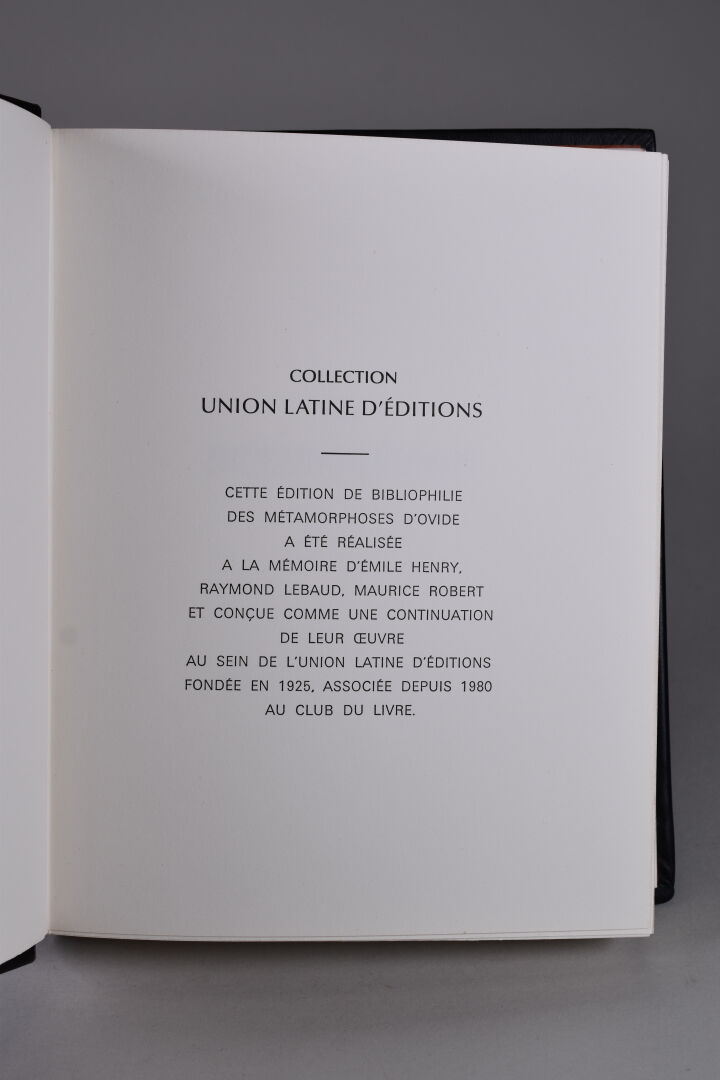 COLLECTION
UNION LATINE D'ÉDITIONS
CETTE ÉDITION DE BIBLIOPHILIE
DES MÉTAMORPHOSES D'OVIDE
A ÉTÉ RÉALISÉE
A LA MÉMOIRE D'ÉMILE HENRY,
RAYMOND LEBAUD, MAURICE ROBERT
ET CONÇUE COMME UNE CONTINUATION
DE LEUR ŒUVRE
AU SEIN DE L'UNION LATINE D'ÉDITIONS
FONDÉE EN 1925, ASSOCIÉE DEPUIS 1980
AU CLUB DU LIVRE.